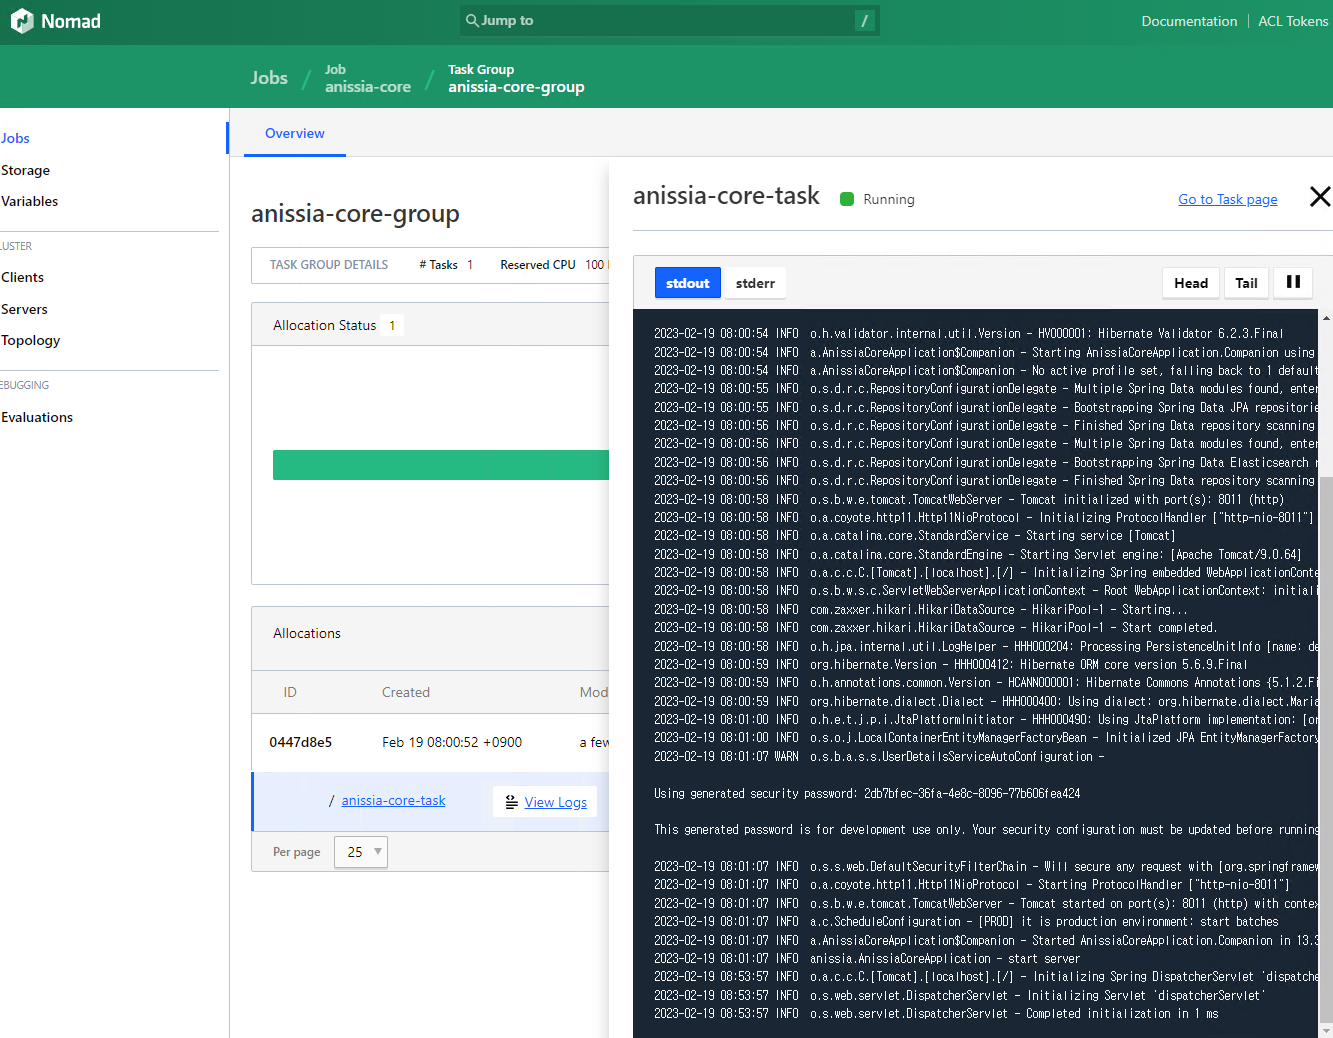 Nomad
Jump to
/
Documentation
ACL Tokens
Jobs
/
Job
anissia-core
/
Task Group
anissia-core-group
Jobs
Storage
Variables
LUSTER
Clients
Servers
Topology
EBUGGING
Evaluations
Overview
anissia-core-group
TASK GROUP DETAILS # Tasks 1 Reserved CPU 100
Allocation Status 1
Allocations
ID Created Mod
0447d8e5 Feb 19 08:00:52 +0900 a few
/ anissia-core-task View Logs
Per page 25
anissia-core-task Running Go to Task page
stdout stderr Head Tail
2023-02-19 08:00:54 INFO o.h.validator.internal.util.Version - HV000001: Hibernate Validator 6.2.3.Final
2023-02-19 08:00:54 INFO a.AnissiaCoreApplication$Companion - Starting AnissiaCoreApplication.Companion using
2023-02-19 08:00:54 INFO a.AnissiaCoreApplication$Companion - No active profile set, falling back to 1 default
2023-02-19 08:00:55 INFO o.s.d.r.c.RepositoryConfigurationDelegate - Multiple Spring Data modules found, enter
2023-02-19 08:00:55 INFO o.s.d.r.c.RepositoryConfigurationDelegate - Bootstrapping Spring Data JPA repositorie
2023-02-19 08:00:56 INFO o.s.d.r.c.RepositoryConfigurationDelegate - Finished Spring Data repository scanning
2023-02-19 08:00:56 INFO o.s.d.r.c.RepositoryConfigurationDelegate - Multiple Spring Data modules found, enter
2023-02-19 08:00:56 INFO o.s.d.r.c.RepositoryConfigurationDelegate - Bootstrapping Spring Data Elasticsearch r
2023-02-19 08:00:56 INFO o.s.d.r.c.RepositoryConfigurationDelegate - Finished Spring Data repository scanning
2023-02-19 08:00:58 INFO o.s.b.w.e.tomcat.TomcatWebServer - Tomcat initialized with port(s): 8011 (http)
2023-02-19 08:00:58 INFO o.a.coyote.http11.Http11NioProtocol - Initializing ProtocolHandler ["http-nio-8011"]
2023-02-19 08:00:58 INFO o.a.catalina.core.StandardService - Starting service [Tomcat]
2023-02-19 08:00:58 INFO o.a.catalina.core.StandardEngine - Starting Servlet engine: [Apache Tomcat/9.0.64]
2023-02-19 08:00:58 INFO o.a.c.c.C.[Tomcat].[localhost].[/] - Initializing Spring embedded WebApplicationConte
2023-02-19 08:00:58 INFO o.s.b.w.s.c.ServletWebServerApplicationContext - Root WebApplicationContext: initiali
2023-02-19 08:00:58 INFO com.zaxxer.hikari.HikariDataSource - HikariPool-1 - Starting...
2023-02-19 08:00:58 INFO com.zaxxer.hikari.HikariDataSource - HikariPool-1 - Start completed.
2023-02-19 08:00:58 INFO o.h.jpa.internal.util.LogHelper - HHH000204: Processing PersistenceUnitInfo [name: de
2023-02-19 08:00:59 INFO org.hibernate.Version - HHH000412: Hibernate ORM core version 5.6.9.Final
2023-02-19 08:00:59 INFO o.h.annotations.common.Version - HCANN000001: Hibernate Commons Annotations {5.1.2.Fi
2023-02-19 08:00:59 INFO org.hibernate.dialect.Dialect - HHH000400: Using dialect: org.hibernate.dialect.Maria
2023-02-19 08:01:00 INFO o.h.e.t.j.p.i.JtaPlatformInitiator - HHH000490: Using JtaPlatform implementation: [or
2023-02-19 08:01:00 INFO o.s.o.j.LocalContainerEntityManagerFactoryBean - Initialized JPA EntityManagerFactory
2023-02-19 08:01:07 WARN o.s.b.a.s.s.UserDetailsServiceAutoConfiguration -
Using generated security password: 2db7bfec-36fa-4e8c-8096-77b606fea424
This generated password is for development use only. Your security configuration must be updated before running
2023-02-19 08:01:07 INFO o.s.s.web.DefaultSecurityFilterChain - Will secure any request with [org.springframew
2023-02-19 08:01:07 INFO o.a.coyote.http11.Http11NioProtocol - Starting ProtocolHandler ["http-nio-8011"]
2023-02-19 08:01:07 INFO o.s.b.w.e.tomcat.TomcatWebServer - Tomcat started on port(s): 8011 (http) with contex
2023-02-19 08:01:07 INFO a.c.ScheduleConfiguration - [PROD] it is production environment: start batches
2023-02-19 08:01:07 INFO a.AnissiaCoreApplication$Companion - Started AnissiaCoreApplication.Companion in 13.3
2023-02-19 08:01:07 INFO anissia.AnissiaCoreApplication - start server
2023-02-19 08:53:57 INFO o.a.c.c.C.[Tomcat].[localhost].[/] - Initializing Spring DispatcherServlet 'dispatche
2023-02-19 08:53:57 INFO o.s.web.servlet.DispatcherServlet - Initializing Servlet 'dispatcherServlet'
2023-02-19 08:53:57 INFO o.s.web.servlet.DispatcherServlet - Completed initialization in 1 ms